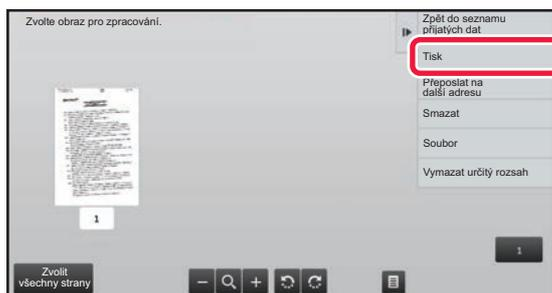 Zvolte obraz pro zpracování.
Zpět do seznamu
přijatých dat
Tisk
Přeposlat na
další adresu
Smazat
Soubor
Vymazat určitý rozsah
1
1
Zvolit
všechny strany